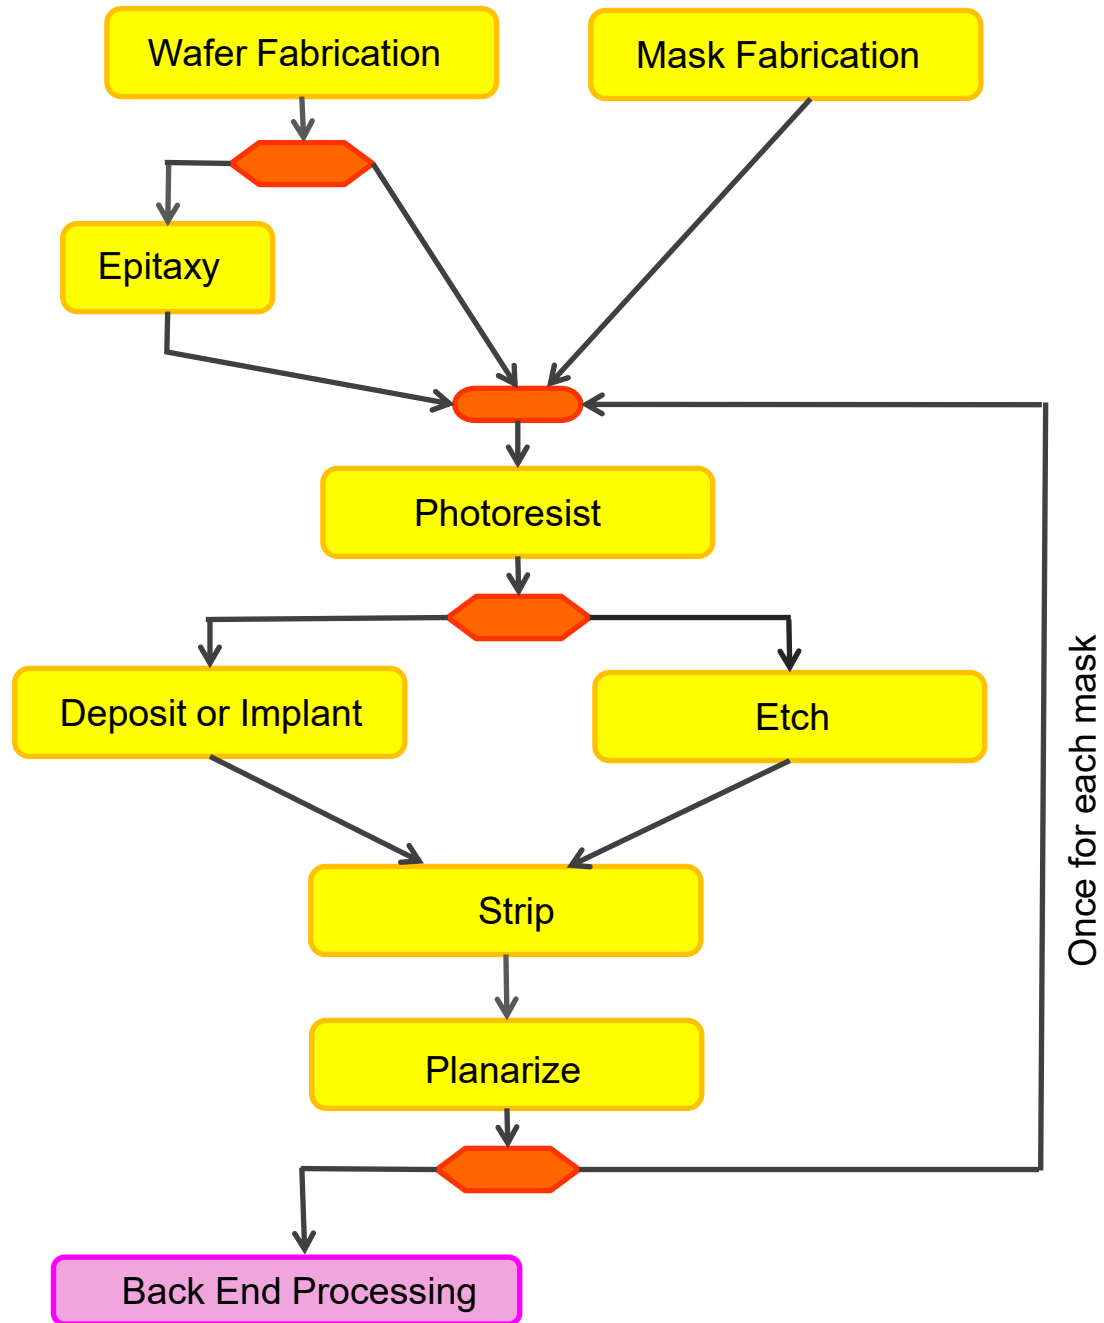 Wafer Fabrication
Mask Fabrication
Epitaxy
Photoresist
Deposit or Implant
Etch
Once for each mask
Strip
Planarize
Back End Processing